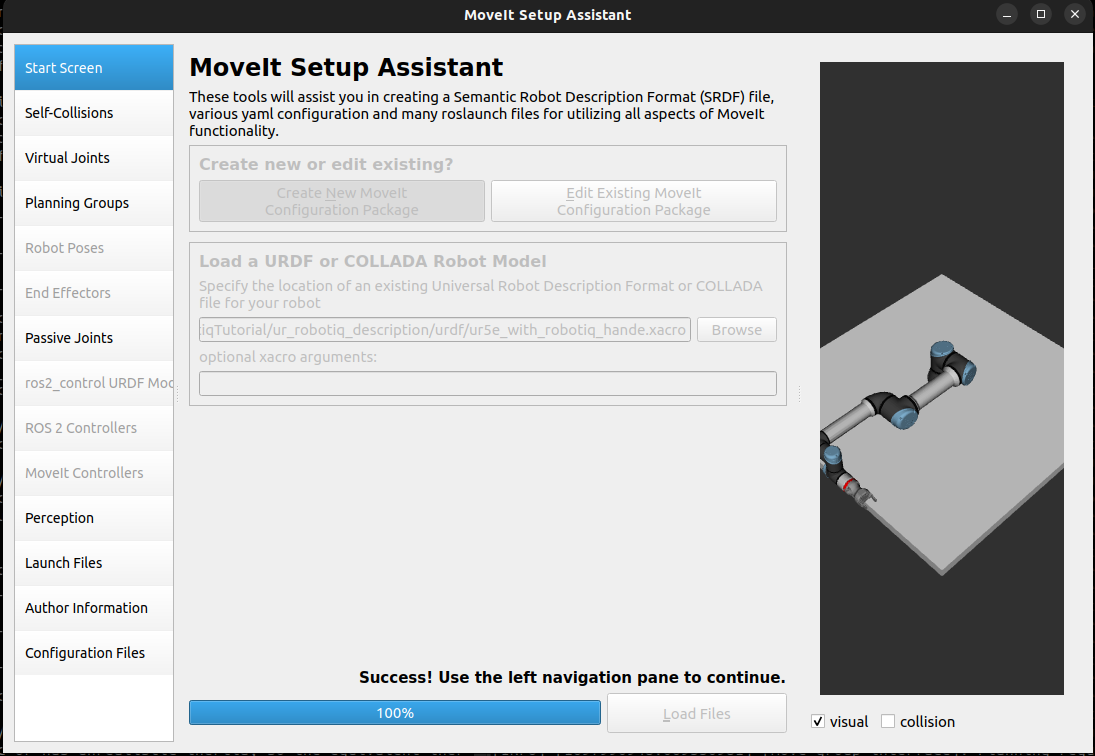 MoveIt Setup Assistant
Start Screen
Self-Collisions
Virtual Joints
Planning Groups
Robot Poses
End Effectors
Passive Joints
ros2_control URDF Moc
ROS 2 Controllers
MoveIt Controllers
Perception
Launch Files
Author Information
Configuration Files
MoveIt Setup Assistant
These tools will assist you in creating a Semantic Robot Description Format (SRDF) file,
various yaml configuration and many roslaunch files for utilizing all aspects of MoveIt
functionality.
Create new or edit existing?
Create New MoveIt
Configuration Package
Edit Existing MoveIt
Configuration Package
Load a URDF or COLLADA Robot Model
Specify the location of an existing Universal Robot Description Format or COLLADA
file for your robot
iqTutorial/ur_robotiq_description/urdf/ur5e_with_robotiq_hande.xacro
Browse
optional xacro arguments:
Success! Use the left navigation pane to continue.
100%
Load Files
visual
collision